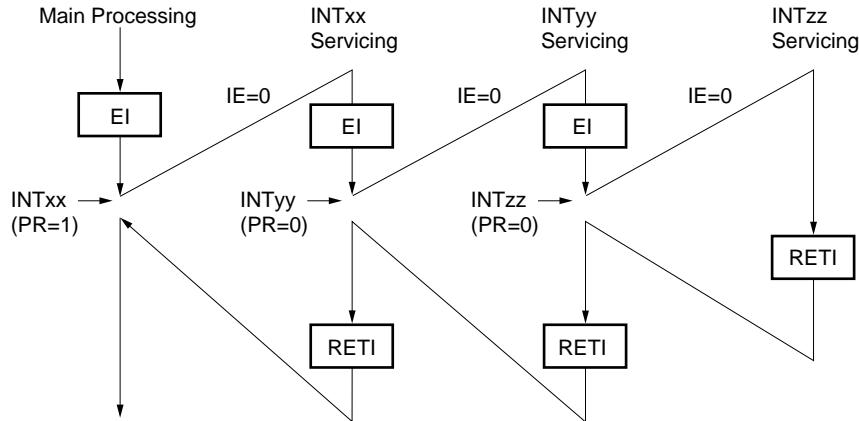 Main Processing
INTxx
Servicing
INTyy
Servicing
INTzz
Servicing
IE=0
IE=0
IE=0
EI
EI
EI
INTxx
(PR=1)
INTyy
(PR=0)
INTzz
(PR=0)
RETI
RETI
RETI